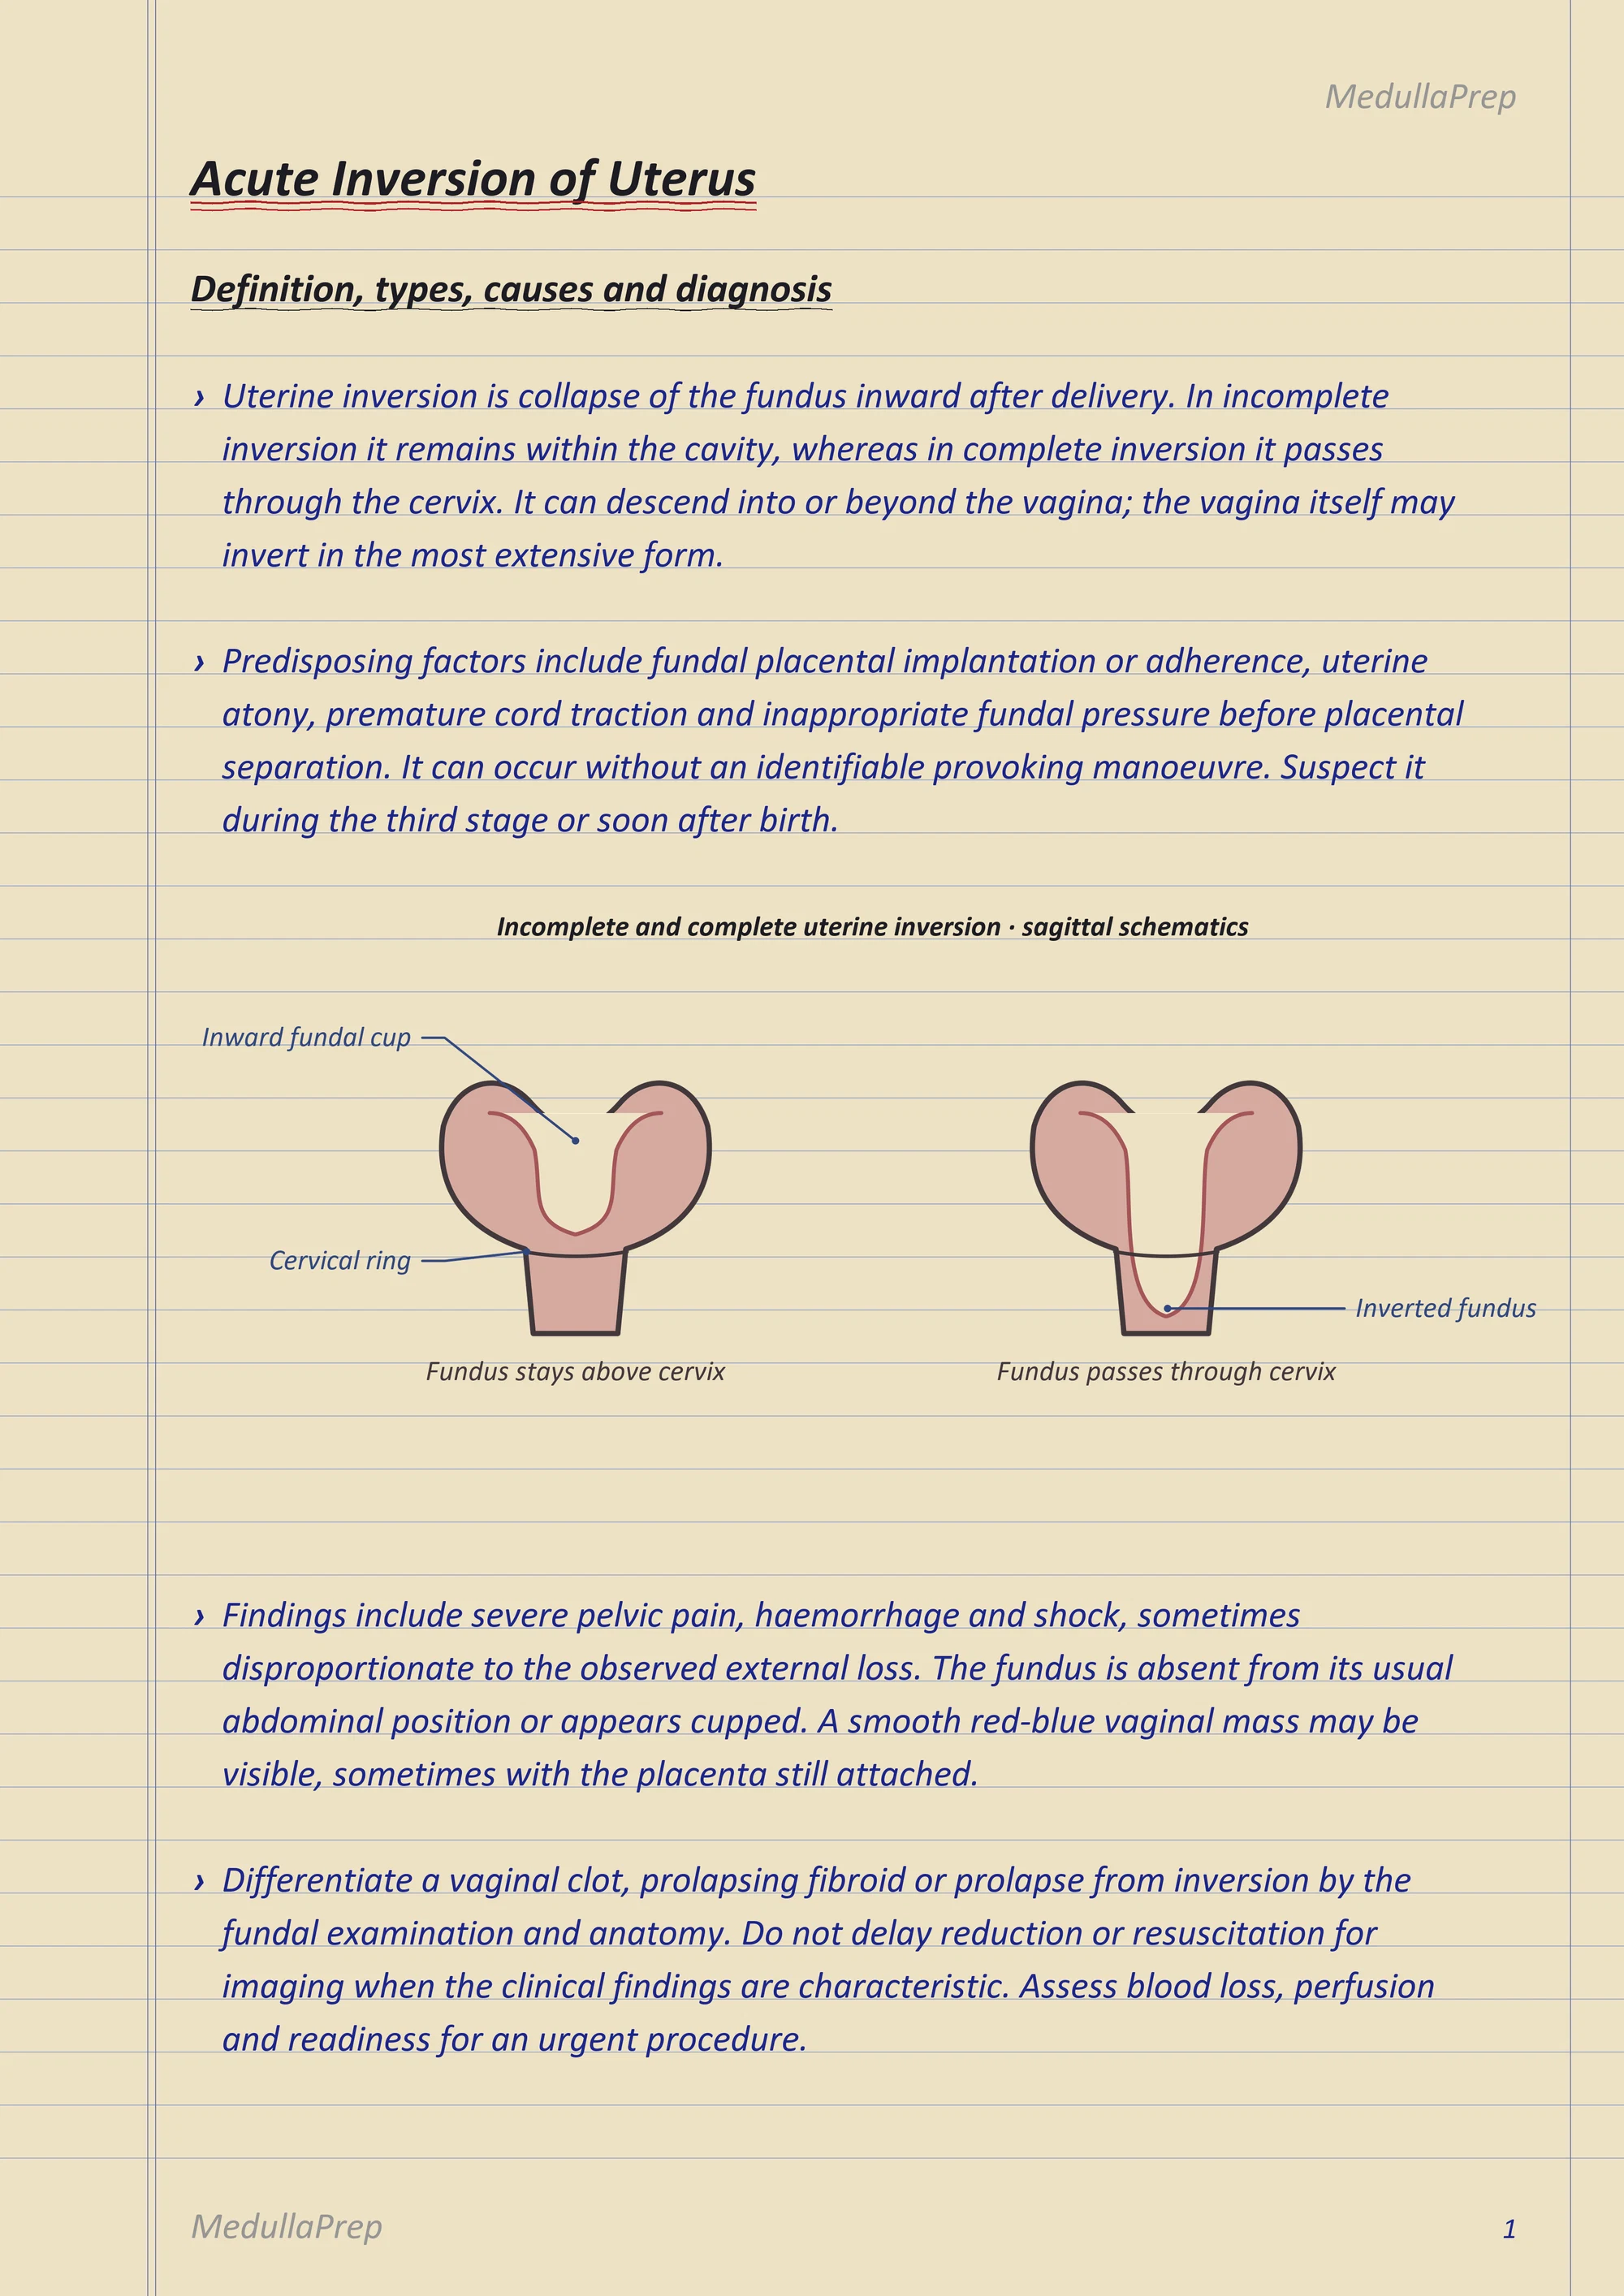 MedullaPrep
Acute Inversion of Uterus
Definition, types, causes and diagnosis
› Uterine inversion is collapse of the fundus inward after delivery. In incomplete
inversion it remains within the cavity, whereas in complete inversion it passes
through the cervix. It can descend into or beyond the vagina; the vagina itself may
invert in the most extensive form.
› Predisposing factors include fundal placental implantation or adherence, uterine
atony, premature cord traction and inappropriate fundal pressure before placental
separation. It can occur without an identifiable provoking manoeuvre. Suspect it
during the third stage or soon after birth.
Incomplete and complete uterine inversion · sagittal schematics
Inward fundal cup
Cervical ring
Inverted fundus
Fundus stays above cervix
Fundus passes through cervix
› Findings include severe pelvic pain, haemorrhage and shock, sometimes
disproportionate to the observed external loss. The fundus is absent from its usual
abdominal position or appears cupped. A smooth red-blue vaginal mass may be
visible, sometimes with the placenta still attached.
› Differentiate a vaginal clot, prolapsing fibroid or prolapse from inversion by the
fundal examination and anatomy. Do not delay reduction or resuscitation for
imaging when the clinical findings are characteristic. Assess blood loss, perfusion
and readiness for an urgent procedure.
MedullaPrep
1